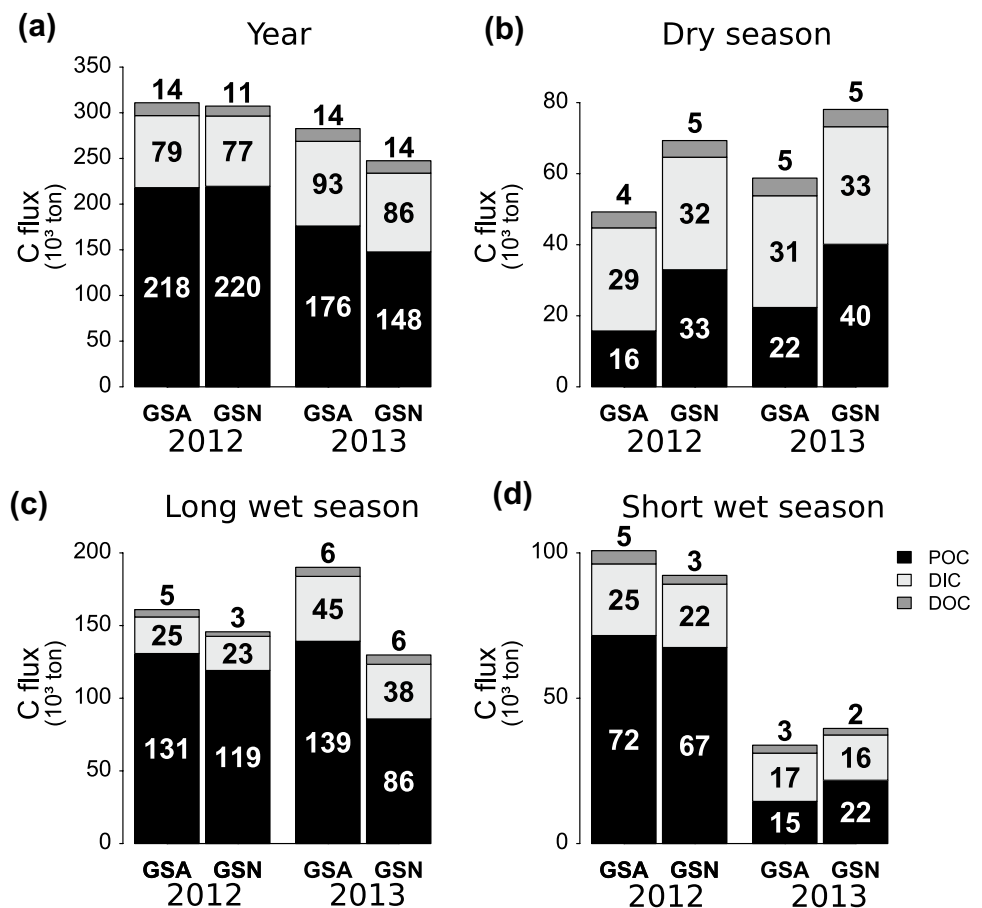 (a) Year
350
300
250
200
150
100
50
0
C flux
(10³ ton)
14 11 14 14
79 77 93 86
218 220 176 148
GSA GSN GSA GSN
2012 2013
(b) Dry season
80
60
40
20
0
C flux
(10³ ton)
4 5 5 5
29 32 31 33
16 33 22 40
GSA GSN GSA GSN
2012 2013
(c) Long wet season
200
150
100
50
0
C flux
(10³ ton)
5 3 6 6
25 23 45 38
131 119 139 86
GSA GSN GSA GSN
2012 2013
(d) Short wet season
100
50
0
C flux
(10³ ton)
5 3 3 2
25 22 17 16
72 67 15 22
GSA GSN GSA GSN
2012 2013
POC
DIC
DOC